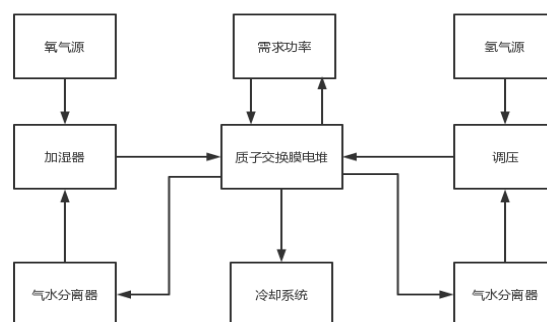 氧气源
需求功率
氢气源
加湿器
质子交换膜电堆
调压
气水分离器
冷却系统
气水分离器